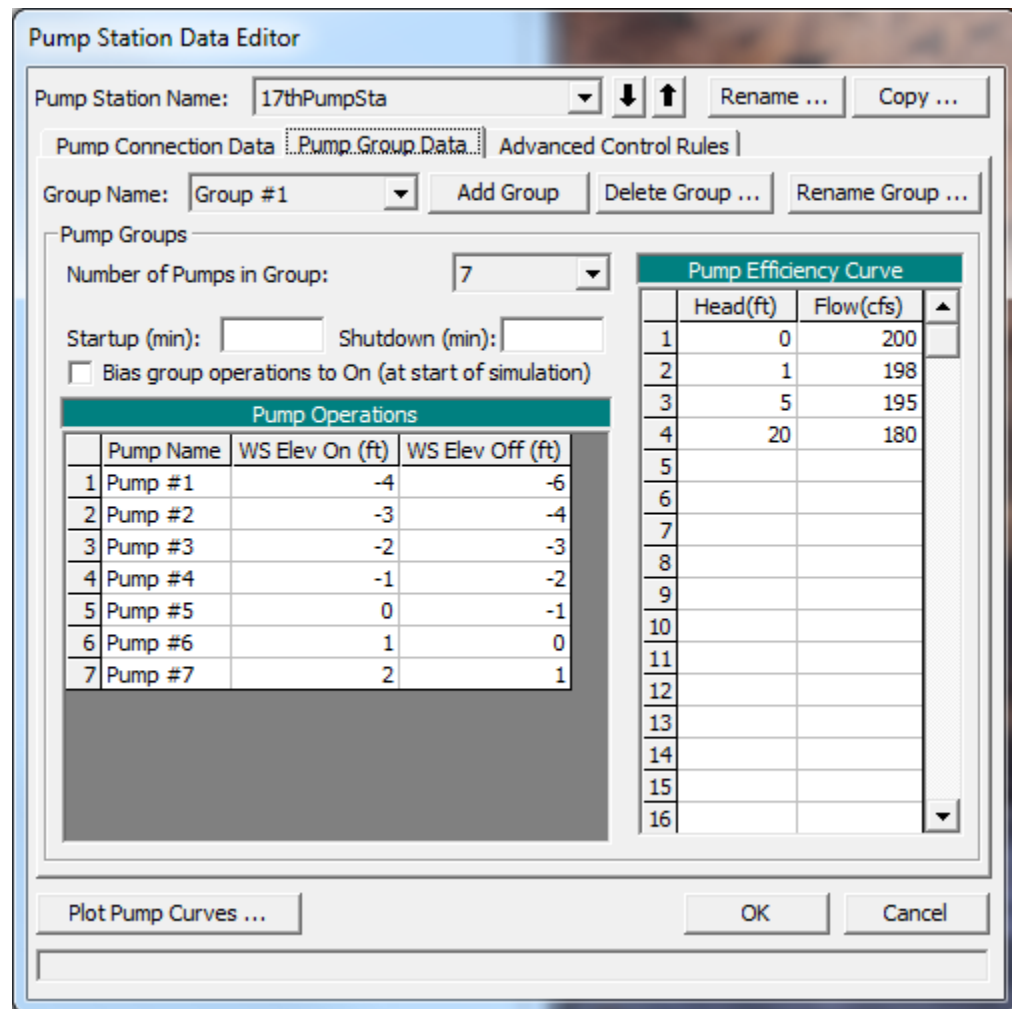 Pump Station Data Editor
Pump Station Name: 17thPumpSta Rename ... Copy ...
Pump Connection Data Pump Group Data Advanced Control Rules
Group Name: Group #1 Add Group Delete Group ... Rename Group ...
Pump Groups
Number of Pumps in Group: 7
Startup (min): Shutdown (min):
Bias group operations to On (at start of simulation)
Pump Operations
Pump Name WS Elev On (ft) WS Elev Off (ft)
1 Pump #1 -4 -6
2 Pump #2 -3 -4
3 Pump #3 -2 -3
4 Pump #4 -1 -2
5 Pump #5 0 -1
6 Pump #6 1 0
7 Pump #7 2 1
Pump Efficiency Curve
Head(ft) Flow(cfs)
1 0 200
2 1 198
3 5 195
4 20 180
5
6
7
8
9
10
11
12
13
14
15
16
Plot Pump Curves ... OK Cancel